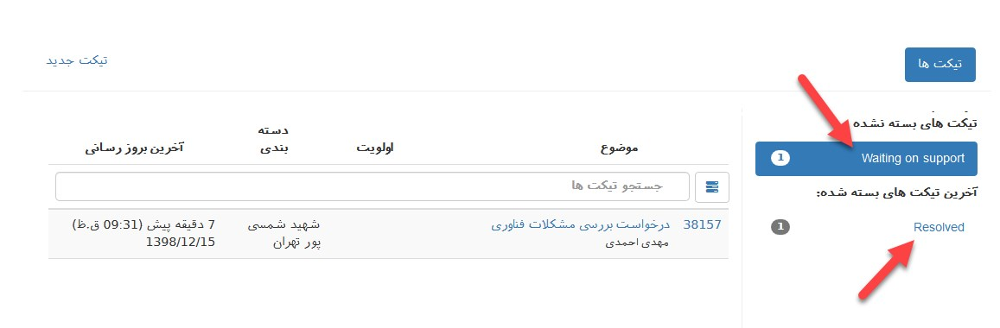 تیکت ها
تیکت جدید
تیکت های بسته نشده
Waiting on support 1
آخرین تیکت های بسته شده:
Resolved 1
موضوع اولویت دسته بندی آخرین بروز رسانی
جستجو تیکت ها
38157 درخواست بررسی مشکلات فناوری
مهدی احمدی
شهید شمسی
پور تهران
7 دقیقه پیش (09:31 ق.ظ)
1398/12/15